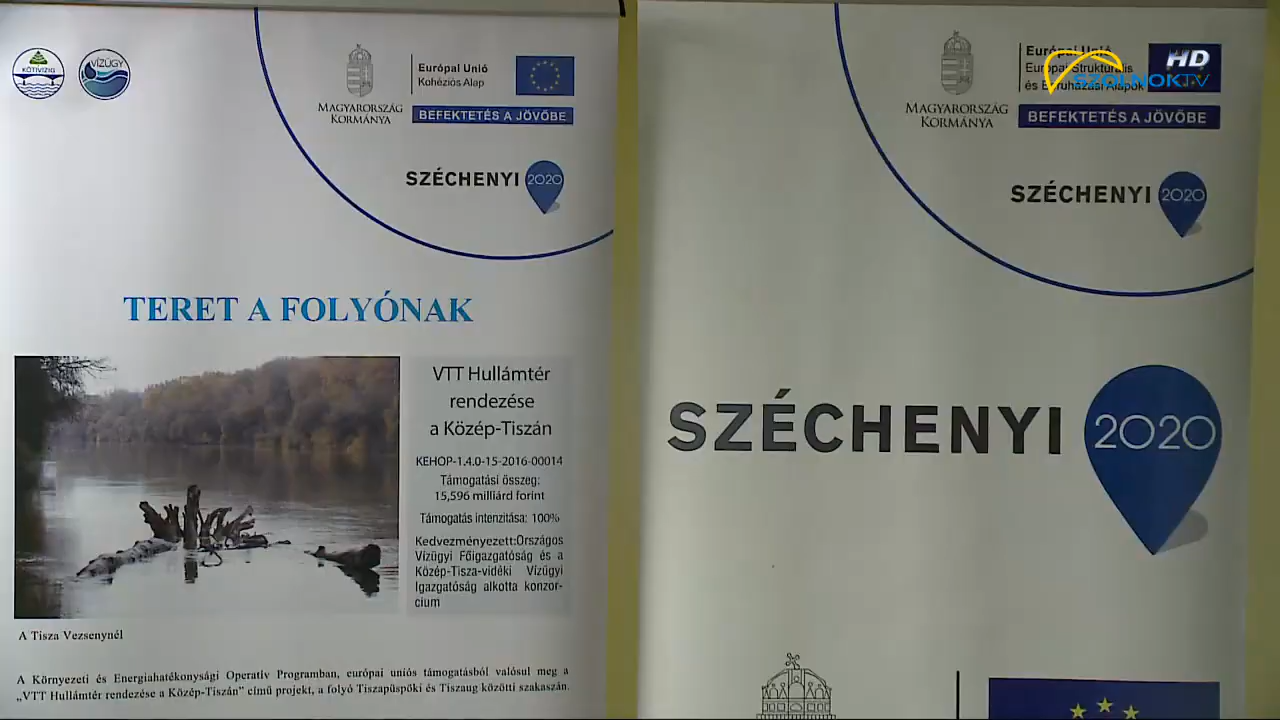 KÖTIVIZIG
VÍZÜGY
MAGYARORSZÁG
KORMÁNYA
Európai Unió
Kohéziós Alap
BEFEKTETÉS A JÖVŐBE
SZÉCHENYI 2020
TERET A FOLYÓNAK
VTT Hullámtér
rendezése
a Közép-Tiszán
KEHOP-1.4.0-15-2016-00014
Támogatási összeg:
15,596 milliárd forint
Támogatás intenzitása: 100%
Kedvezményezett:Országos
Vízügyi Főigazgatóság és a
Közép-Tisza-vidéki Vízügyi
Igazgatóság alkotta konzor-
cium
A Tisza Vezsenynél
A Környezeti és Energiahatékonysági Operatív Programban, európai uniós támogatásból valósul meg a
„VTT Hullámtér rendezése a Közép-Tiszán” című projekt, a folyó Tiszapüspöki és Tiszaug közötti szakaszán.
MAGYARORSZÁG
KORMÁNYA
Európai Unió
Európai Strukturális
és Beruházási Alapok
HD
SZOLNOK TV
BEFEKTETÉS A JÖVŐBE
SZÉCHENYI 2020
SZÉCHENYI 2020